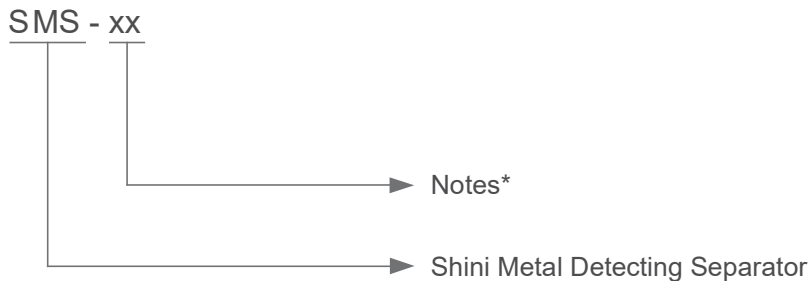 SMS - xx
Notes*
Shini Metal Detecting Separator